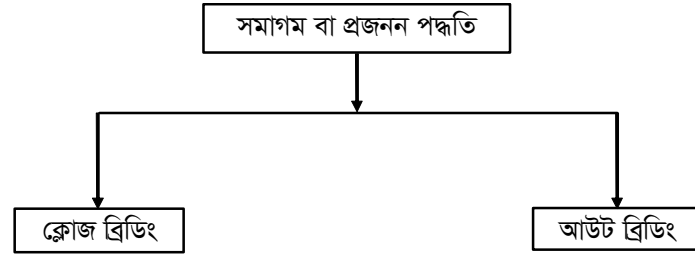 সমাগম বা প্রজনন পদ্ধতি
ক্লোজ ব্রিডিং
আউট ব্রিডিং